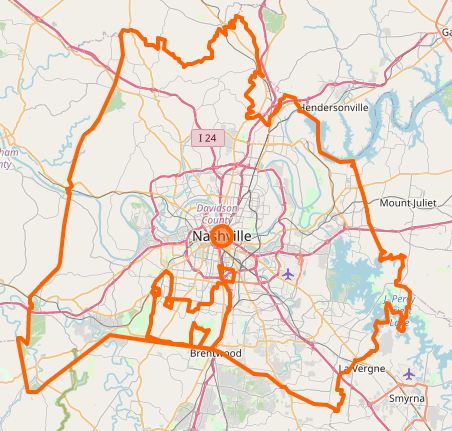 Ga
Hendersonville
I 24
ham
nty
Mount Juliet
Davidson
County
Nashville
J. Percy
Lake
Brentwood
La Vergne
Smyrna